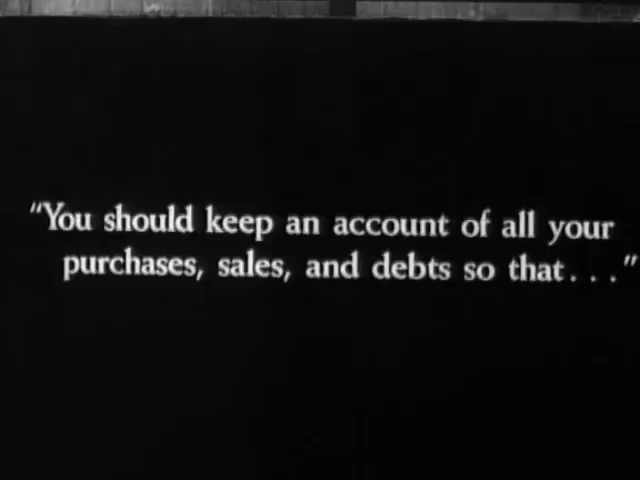 "You should keep an account of all your
purchases, sales, and debts so that . . ."